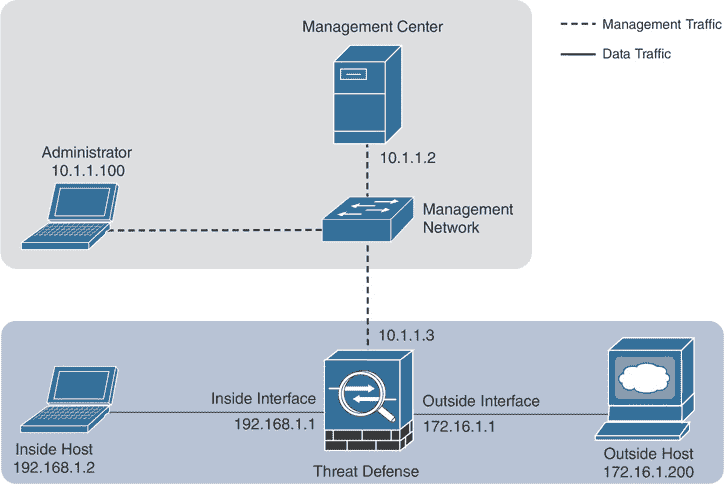 Management Center
Management Traffic
Data Traffic
10.1.1.2
Administrator
10.1.1.100
Management
Network
10.1.1.3
Inside Interface
192.168.1.1
Outside Interface
172.16.1.1
Inside Host
192.168.1.2
Threat Defense
Outside Host
172.16.1.200